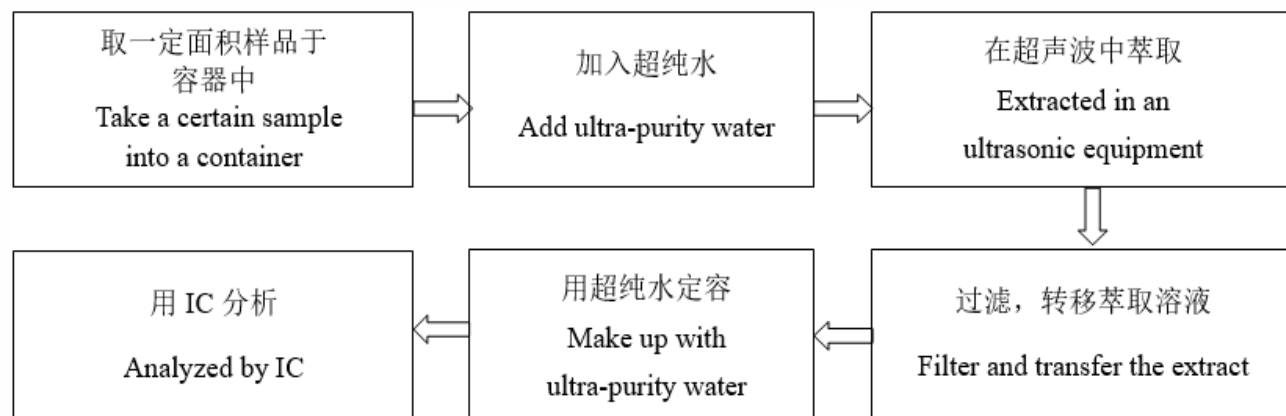 取一定面积样品于
容器中
Take a certain sample
into a container
加入超纯水
Add ultra-purity water
在超声波中萃取
Extracted in an
ultrasonic equipment
过滤，转移萃取溶液
Filter and transfer the extract
用超纯水定容
Make up with
ultra-purity water
用 IC 分析
Analyzed by IC